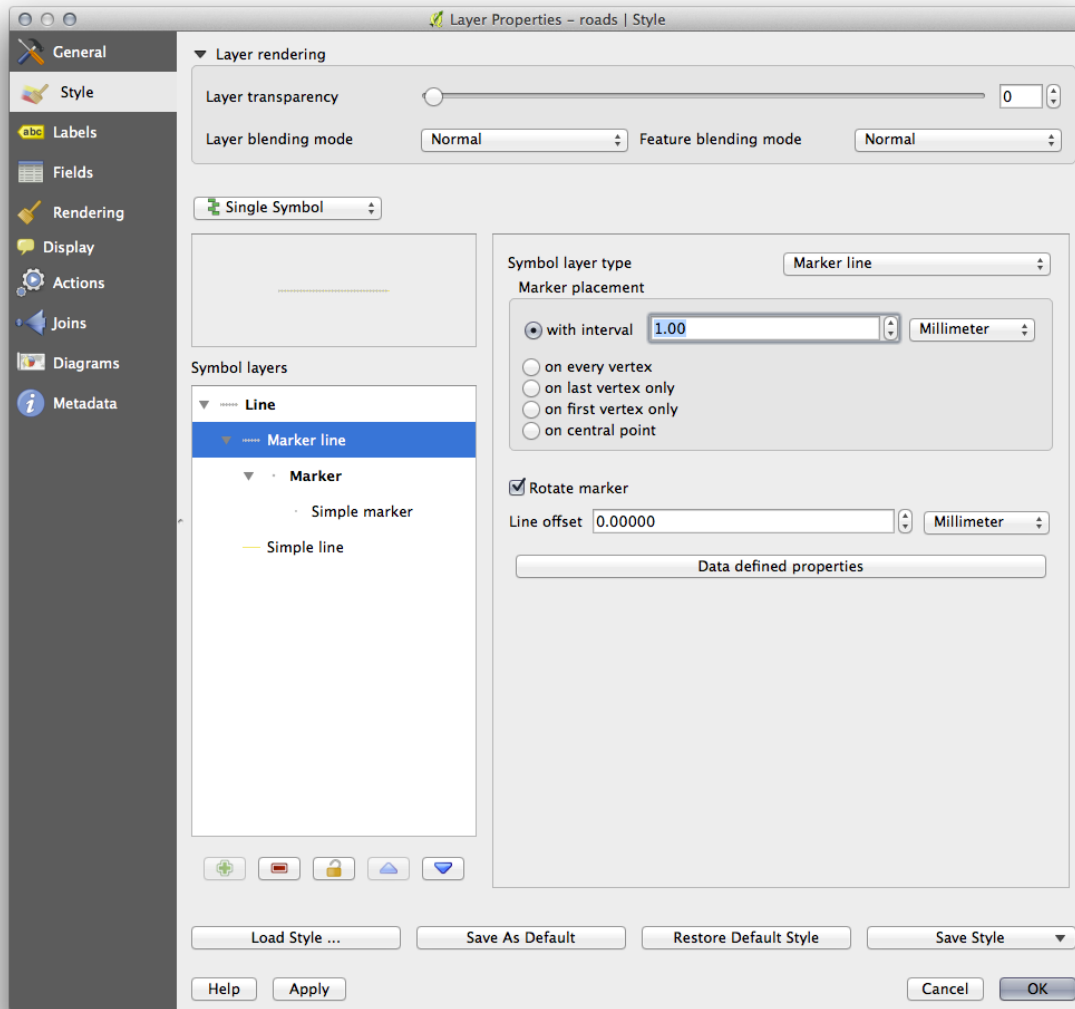 Layer Properties – roads | Style
General
Style
abc Labels
Fields
Rendering
Display
Actions
Joins
Diagrams
i Metadata
Layer rendering
Layer transparency 0
Layer blending mode Normal Feature blending mode Normal
Single Symbol
Symbol layers
Line
Marker line
Marker
Simple marker
Simple line
Symbol layer type Marker line
Marker placement
with interval 1.00 Millimeter
on every vertex
on last vertex only
on first vertex only
on central point
Rotate marker
Line offset 0.00000 Millimeter
Data defined properties
Load Style ... Save As Default Restore Default Style Save Style
Help Apply Cancel OK